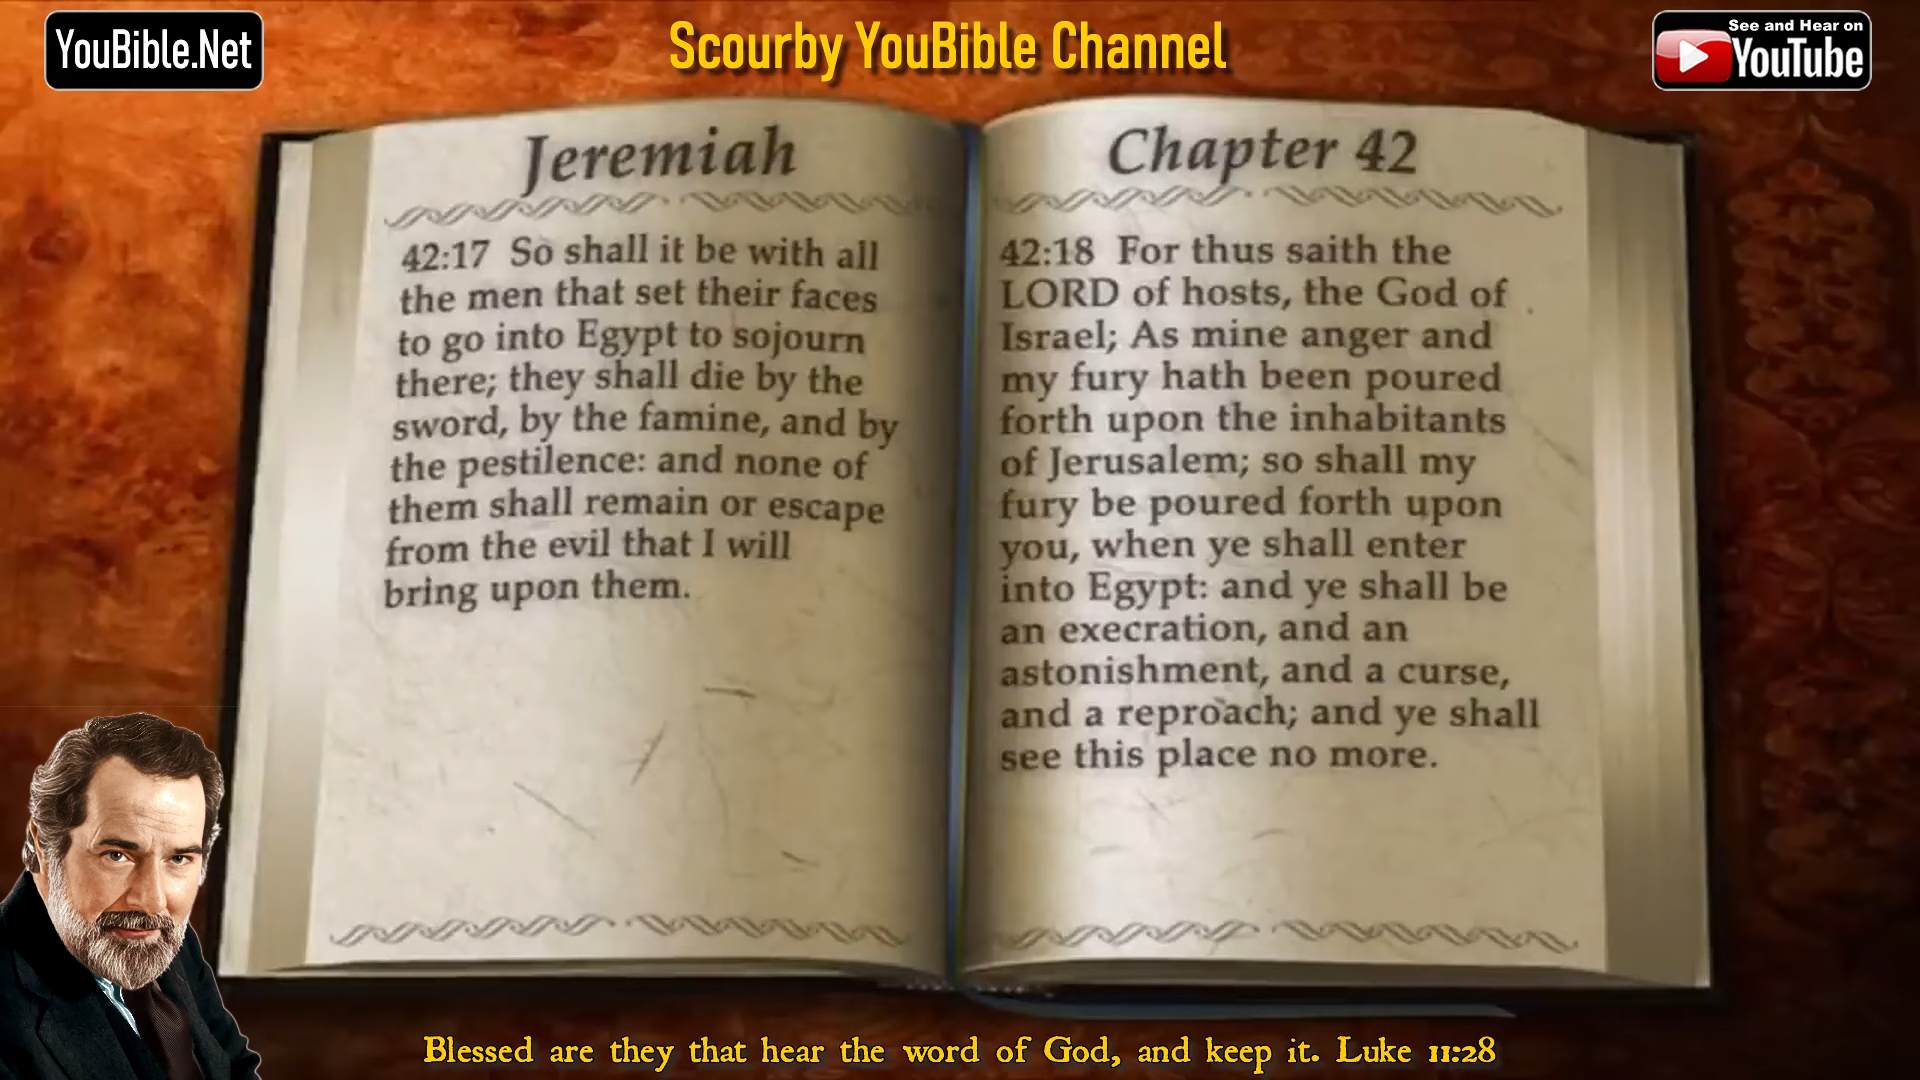 YouBible.Net
Scourby YouBible Channel
See and Hear on
YouTube
Jeremiah
42:17 So shall it be with all
the men that set their faces
to go into Egypt to sojourn
there; they shall die by the
sword, by the famine, and by
the pestilence: and none of
them shall remain or escape
from the evil that I will
bring upon them.
Chapter 42
42:18 For thus saith the
LORD of hosts, the God of
Israel; As mine anger and
my fury hath been poured
forth upon the inhabitants
of Jerusalem; so shall my
fury be poured forth upon
you, when ye shall enter
into Egypt: and ye shall be
an execration, and an
astonishment, and a curse,
and a reproach; and ye shall
see this place no more.
Blessed are they that hear the word of God, and keep it. Luke 11:28